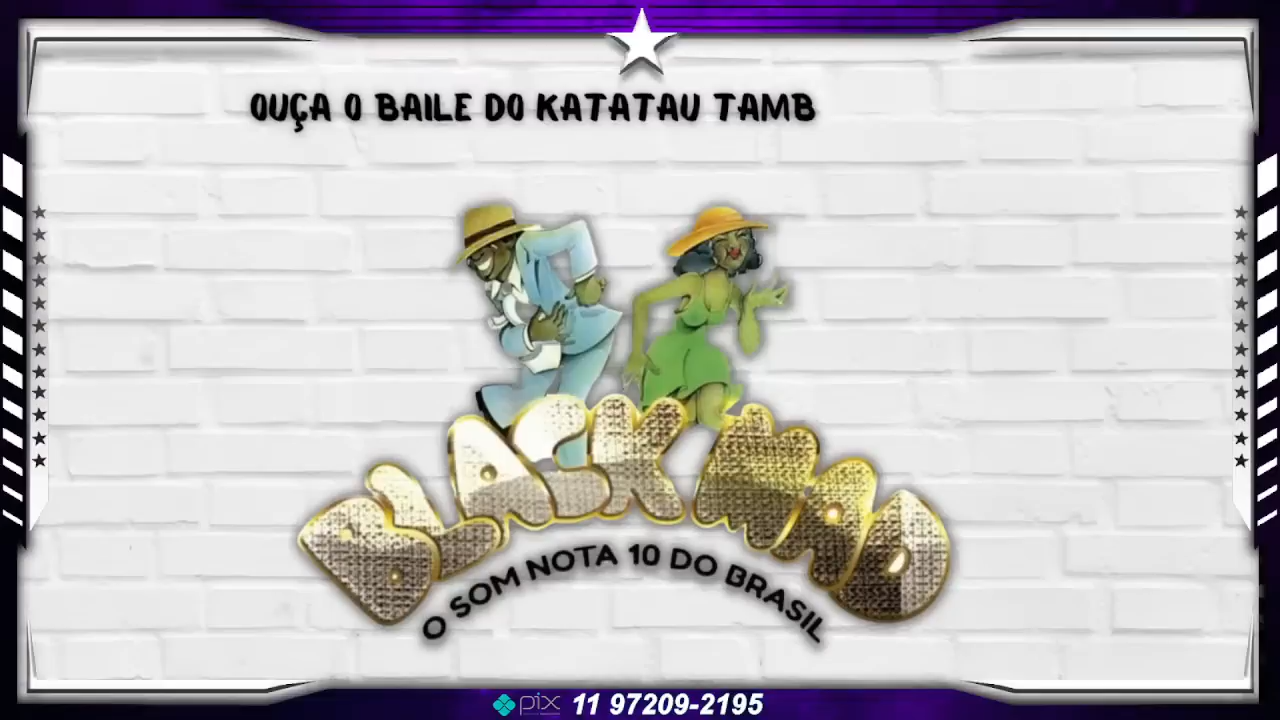 OUÇA O BAILE DO KATATAU TAMB
BLACK MAD
O SOM NOTA 10 DO BRASIL
pix 11 97209-2195